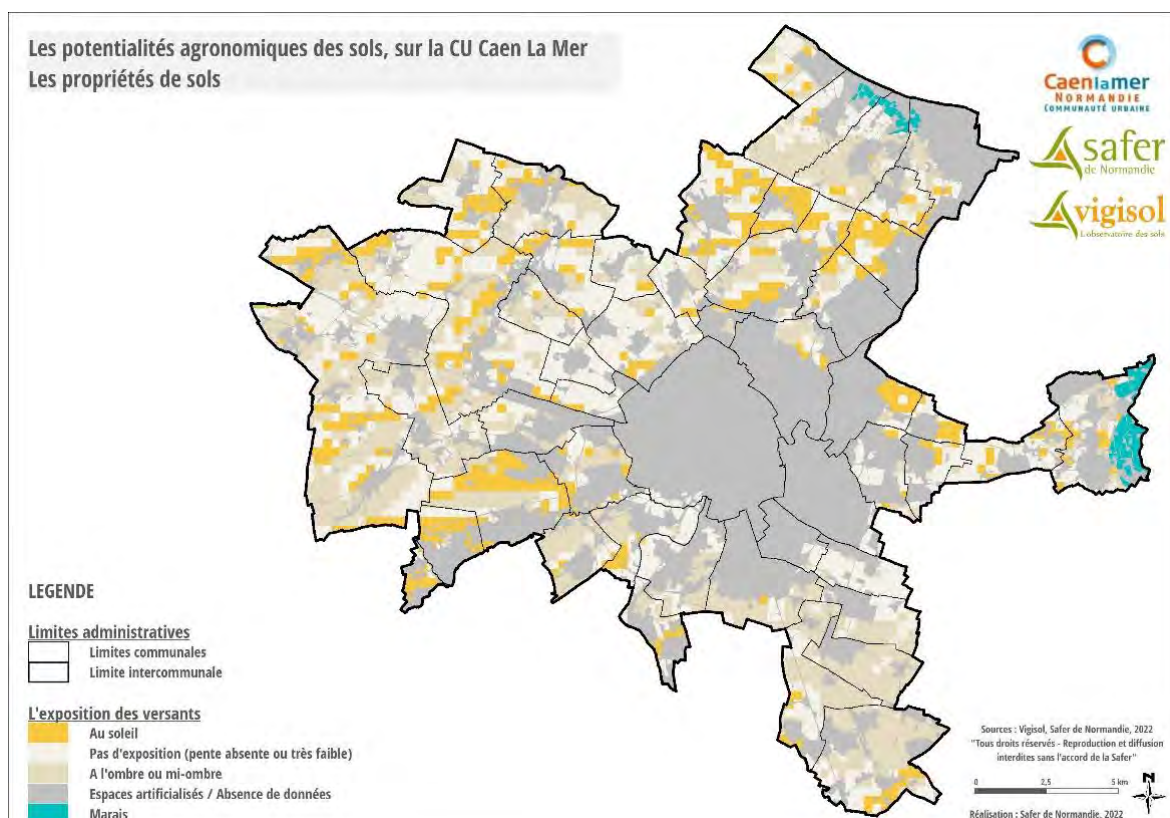 Les potentialités agronomiques des sols, sur la CU Caen La Mer
Les propriétés de sols
Caenlamer
NORMANDIE
COMMUNAUTÉ URBAINE
safer
de Normandie
vigisol
L'observatoire des sols
LEGENDE
Limites administratives
Limites communales
Limite intercommunale
L'exposition des versants
Au soleil
Pas d'exposition (pente absente ou très faible)
A l'ombre ou mi-ombre
Espaces artificialisés / Absence de données
Marais
Sources : Vigisol, Safer de Normandie, 2022
"Tous droits réservés - Reproduction et diffusion
interdites sans l'accord de la Safer"
0 2,5 5 km
N
Réalisation : Safer de Normandie, 2022